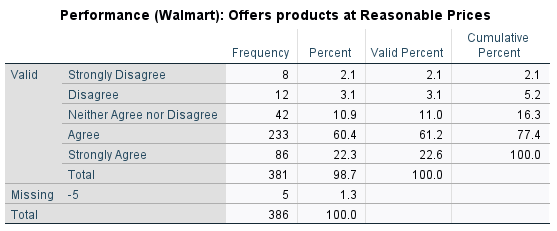 Performance (Walmart): Offers products at Reasonable Prices
Frequency Percent Valid Percent Cumulative Percent
Valid Strongly Disagree 8 2.1 2.1 2.1
Disagree 12 3.1 3.1 5.2
Neither Agree nor Disagree 42 10.9 11.0 16.3
Agree 233 60.4 61.2 77.4
Strongly Agree 86 22.3 22.6 100.0
Total 381 98.7 100.0
Missing -5 5 1.3
Total 386 100.0